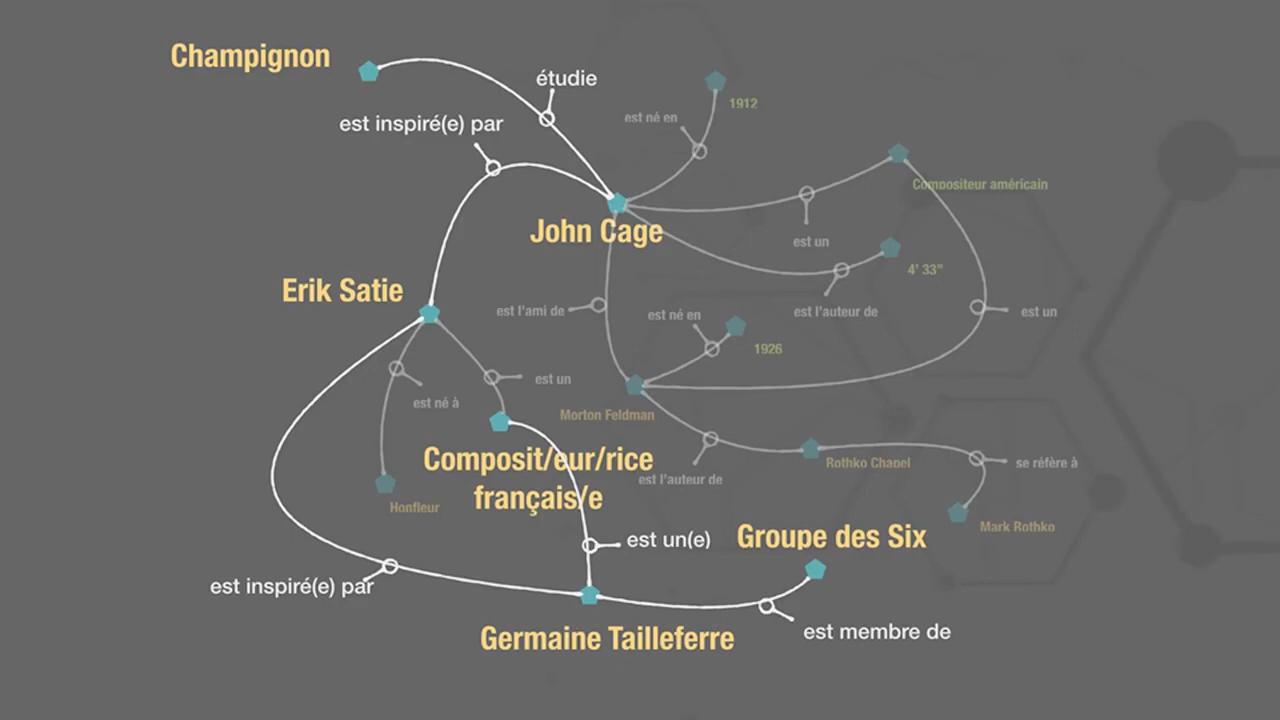 Champignon
étudie
1912
est né en
est inspiré(e) par
Compositeur américain
John Cage
est un
4' 33"
Erik Satie
est l'ami de
est né en
est l'auteur de
est un
1926
est un
est né à
Morton Feldman
Composit/eur/rice
français/e
est l'auteur de
Rothko Chapel
se réfère à
Honfleur
Mark Rothko
est un(e)
Groupe des Six
est inspiré(e) par
Germaine Tailleferre
est membre de